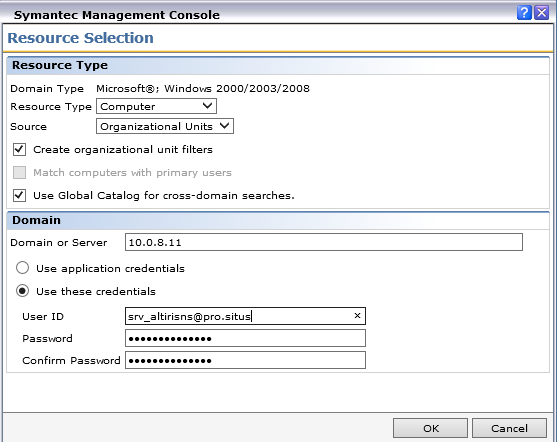 Symantec Management Console
Resource Selection
Resource Type
Domain Type Microsoft®; Windows 2000/2003/2008
Resource Type Computer
Source Organizational Units
Create organizational unit filters
Match computers with primary users
Use Global Catalog for cross-domain searches.
Domain
Domain or Server 10.0.8.11
Use application credentials
Use these credentials
User ID srv_altirisns@pro.situs
Password ••••••••••••••
Confirm Password ••••••••••••••
OK Cancel